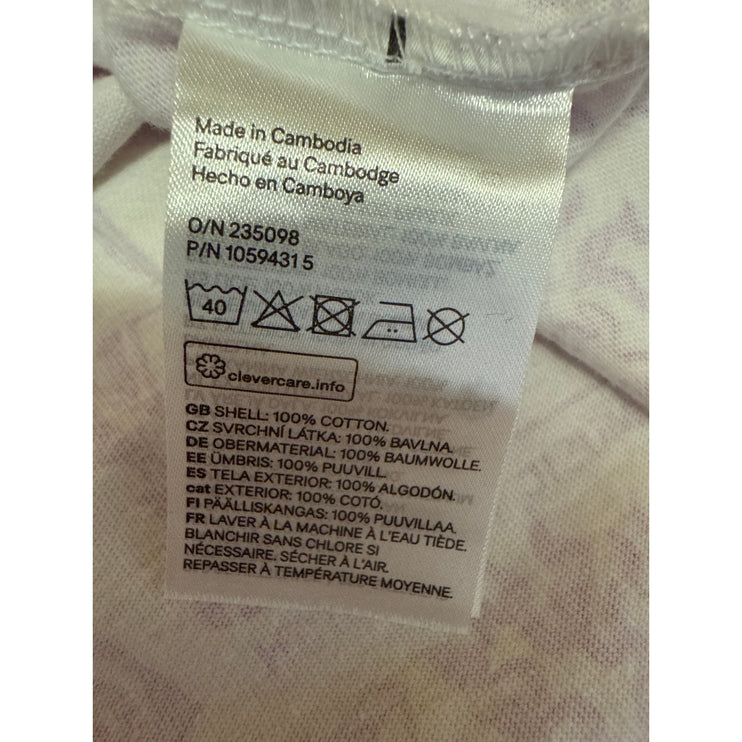 Made in Cambodia
Fabriqué au Cambodge
Hecho en Camboya
O/N 235098
P/N 10594315
40
clevercare.info
GB SHELL: 100% COTTON.
CZ SVRCHNÍ LÁTKA: 100% BAVLNA.
DE OBERMATERIAL: 100% BAUMWOLLE.
EE ÜMBRIS: 100% PUUVILL.
ES TELA EXTERIOR: 100% ALGODÓN.
cat EXTERIOR: 100% COTÓ.
FI PÄÄLLISKANGAS: 100% PUUVILLAA.
FR LAVER À LA MACHINE À L'EAU TIÈDE.
BLANCHIR SANS CHLORE SI
NÉCESSAIRE. SÉCHER À L'AIR.
REPASSER À TEMPÉRATURE MOYENNE.